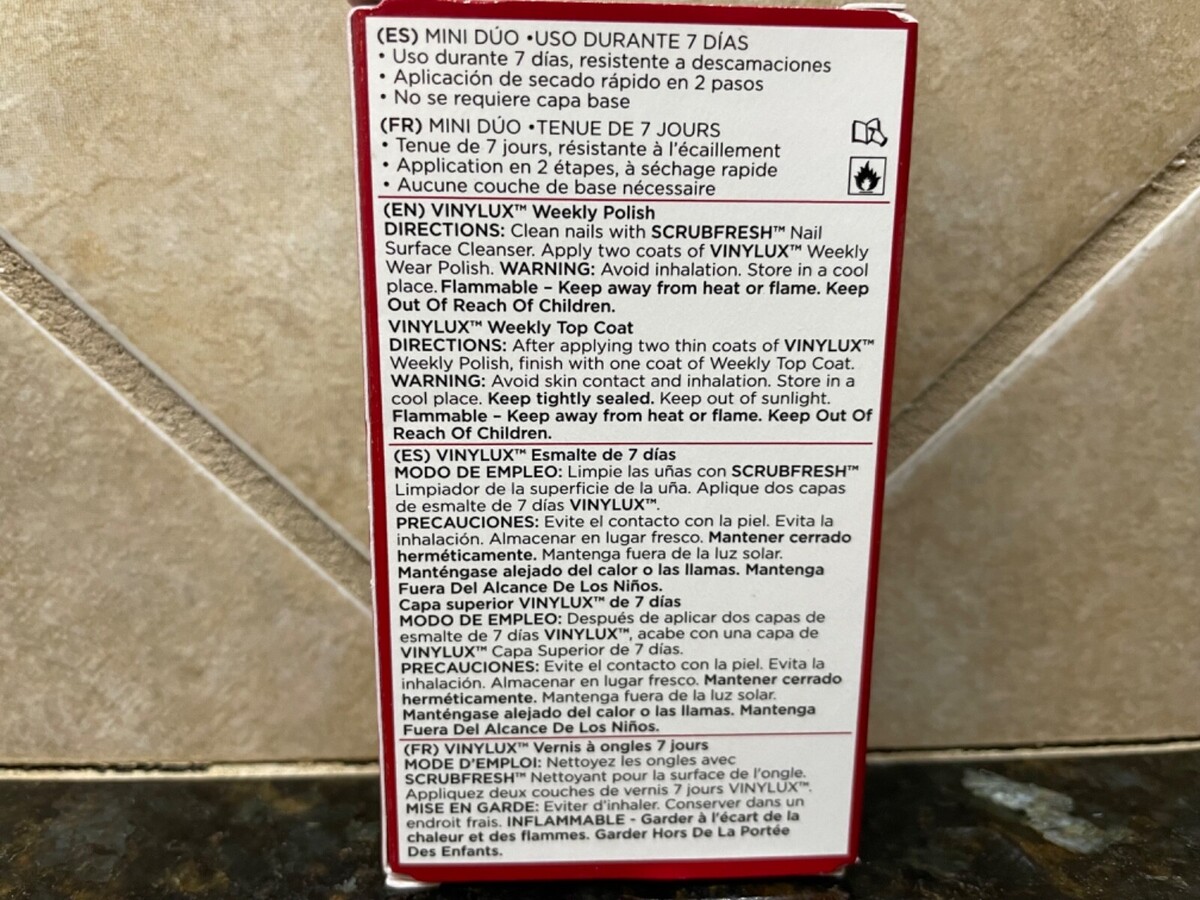 (ES) MINI DÚO •USO DURANTE 7 DÍAS
• Uso durante 7 días, resistente a descamaciones
• Aplicación de secado rápido en 2 pasos
• No se requiere capa base
(FR) MINI DÚO •TENUE DE 7 JOURS
• Tenue de 7 jours, résistante à l'écaillement
• Application en 2 étapes, à séchage rapide
• Aucune couche de base nécessaire
(EN) VINYLUX™ Weekly Polish
DIRECTIONS: Clean nails with SCRUBFRESH™ Nail
Surface Cleanser. Apply two coats of VINYLUX™ Weekly
Wear Polish. WARNING: Avoid inhalation. Store in a cool
place. Flammable – Keep away from heat or flame. Keep
Out Of Reach Of Children.
VINYLUX™ Weekly Top Coat
DIRECTIONS: After applying two thin coats of VINYLUX™
Weekly Polish, finish with one coat of Weekly Top Coat.
WARNING: Avoid skin contact and inhalation. Store in a
cool place. Keep tightly sealed. Keep out of sunlight.
Flammable – Keep away from heat or flame. Keep Out Of
Reach Of Children.
(ES) VINYLUX™ Esmalte de 7 días
MODO DE EMPLEO: Limpie las uñas con SCRUBFRESH™
Limpiador de la superficie de la uña. Aplique dos capas
de esmalte de 7 días VINYLUX™.
PRECAUCIONES: Evite el contacto con la piel. Evita la
inhalación. Almacenar en lugar fresco. Mantener cerrado
herméticamente. Mantenga fuera de la luz solar.
Manténgase alejado del calor o las llamas. Mantenga
Fuera Del Alcance De Los Niños.
Capa superior VINYLUX™ de 7 días
MODO DE EMPLEO: Después de aplicar dos capas de
esmalte de 7 días VINYLUX™, acabe con una capa de
VINYLUX™ Capa Superior de 7 días.
PRECAUCIONES: Evite el contacto con la piel. Evita la
inhalación. Almacenar en lugar fresco. Mantener cerrado
herméticamente. Mantenga fuera de la luz solar.
Manténgase alejado del calor o las llamas. Mantenga
Fuera Del Alcance De Los Niños.
(FR) VINYLUX™ Vernis à ongles 7 jours
MODE D'EMPLOI: Nettoyez les ongles avec
SCRUBFRESH™ Nettoyant pour la surface de l'ongle.
Appliquez deux couches de vernis 7 jours VINYLUX™.
MISE EN GARDE: Eviter d'inhaler. Conserver dans un
endroit frais. INFLAMMABLE - Garder à l'écart de la
chaleur et des flammes. Garder Hors De La Portée
Des Enfants.